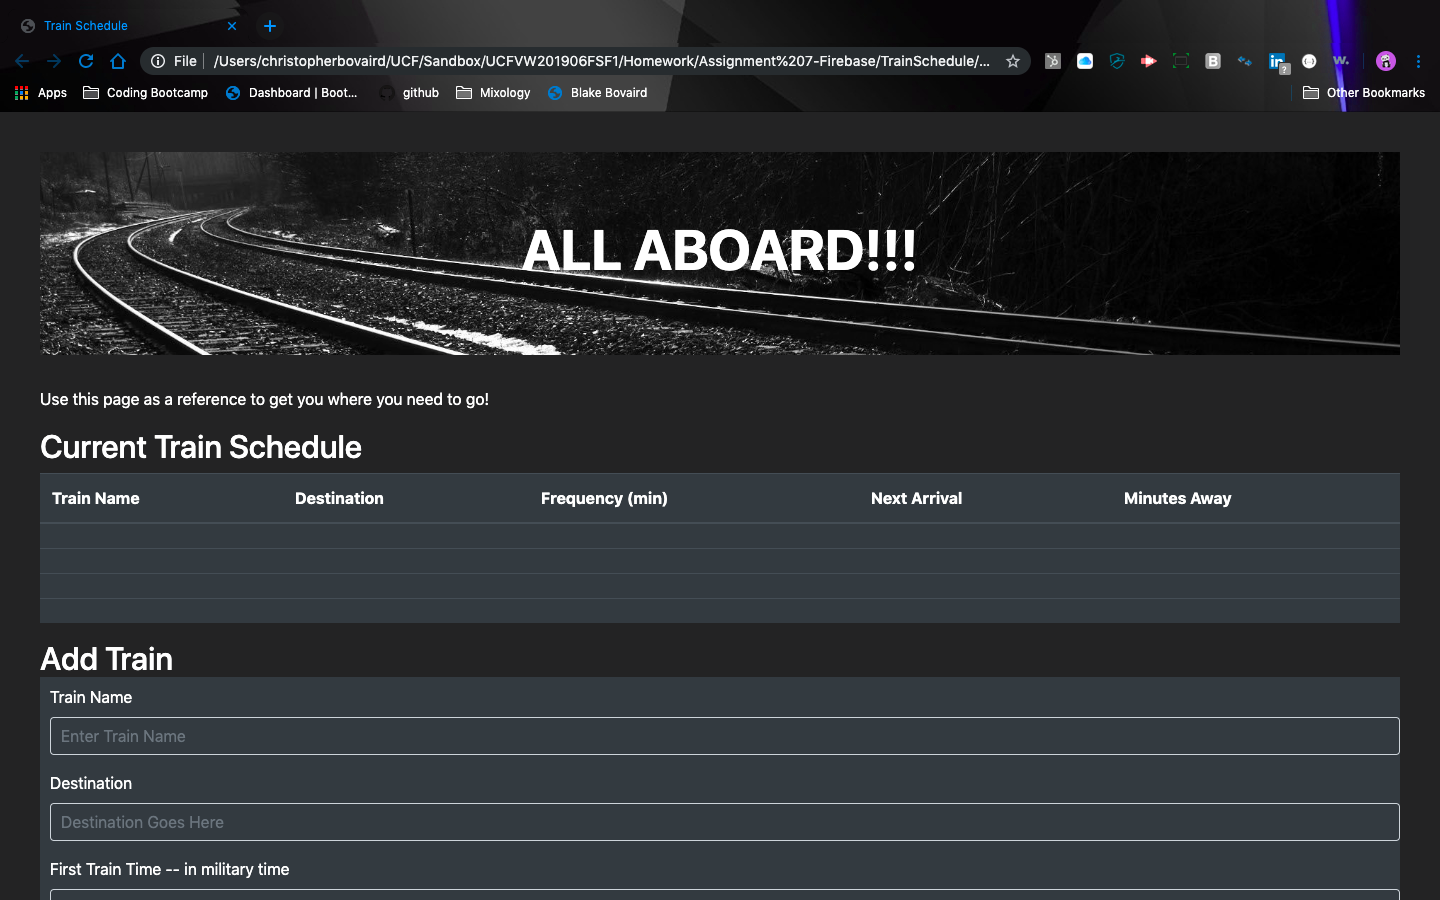 Train Schedule
File /Users/christopherbovaird/UCF/Sandbox/UCFVW201906FSF1/Homework/Assignment%207-Firebase/TrainSchedule/...
Apps Coding Bootcamp Dashboard | Boot... github Mixology Blake Bovaird Other Bookmarks
ALL ABOARD!!!
Use this page as a reference to get you where you need to go!
Current Train Schedule
Train Name Destination Frequency (min) Next Arrival Minutes Away
Add Train
Train Name
Enter Train Name
Destination
Destination Goes Here
First Train Time -- in military time